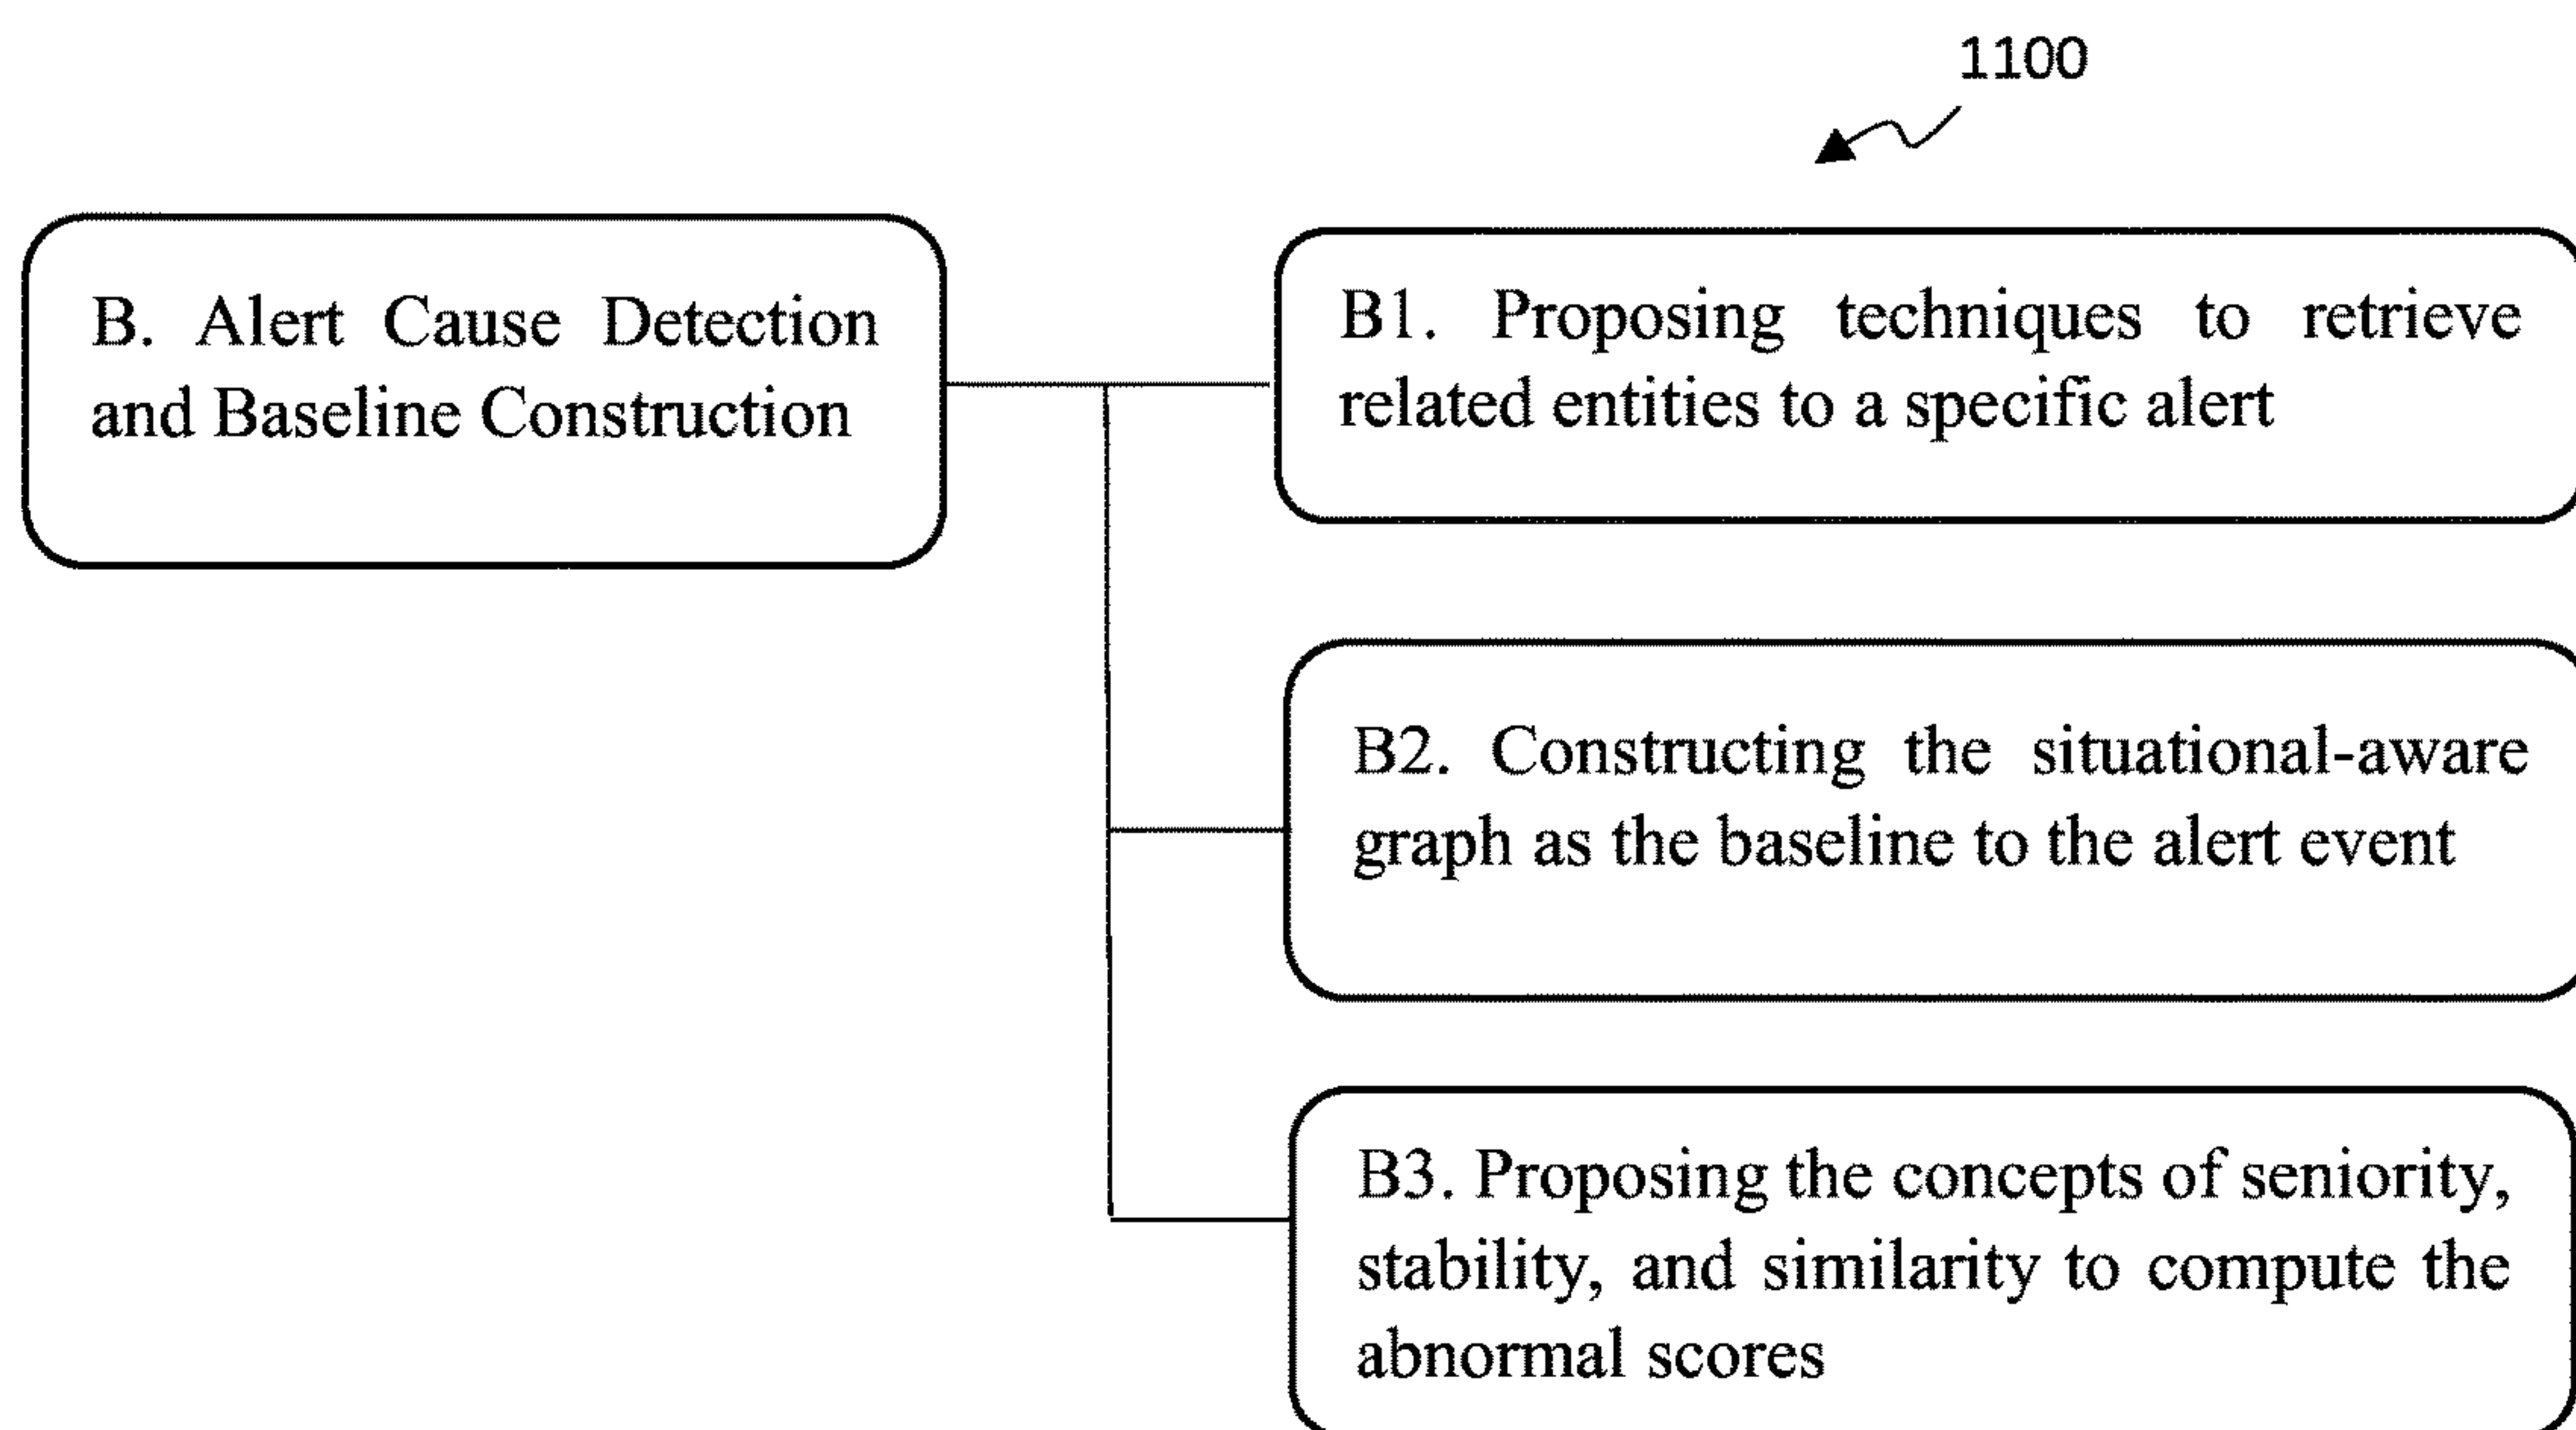 1100
B. Alert Cause Detection
and Baseline Construction
B1. Proposing techniques to retrieve
related entities to a specific alert
B2. Constructing the situational-aware
graph as the baseline to the alert event
B3. Proposing the concepts of seniority,
stability, and similarity to compute the
abnormal scores